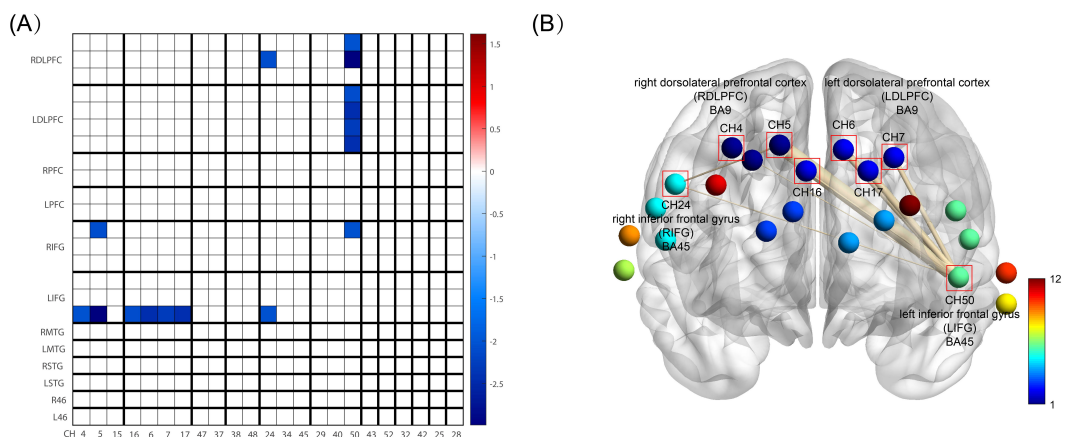 (A)
RDLPFC
LDLPFC
RPFC
LPFC
RIFG
LIFG
RMTG
LMTG
RSTG
LSTG
R46
L46
CH 4 5 15 16 6 7 17 47 37 38 48 24 34 45 29 40 50 43 52 32 42 25 28
1.5
1
0.5
0
-0.5
-1
-1.5
-2
-2.5
(B)
right dorsolateral prefrontal cortex
(RDLPFC)
BA9
left dorsolateral prefrontal cortex
(LDLPFC)
BA9
CH4
CH5
CH6
CH7
CH16
CH17
CH24
right inferior frontal gyrus
(RIFG)
BA45
CH50
left inferior frontal gyrus
(LIFG)
BA45
12
1